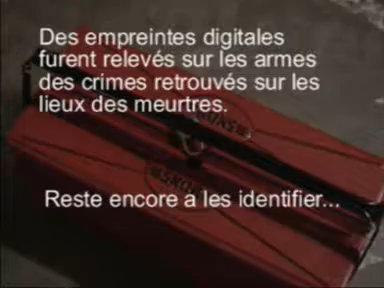 Des empreintes digitales
furent relevés sur les armes
des crimes retrouvés sur les
lieux des meurtres.
Reste encore a les identifier...